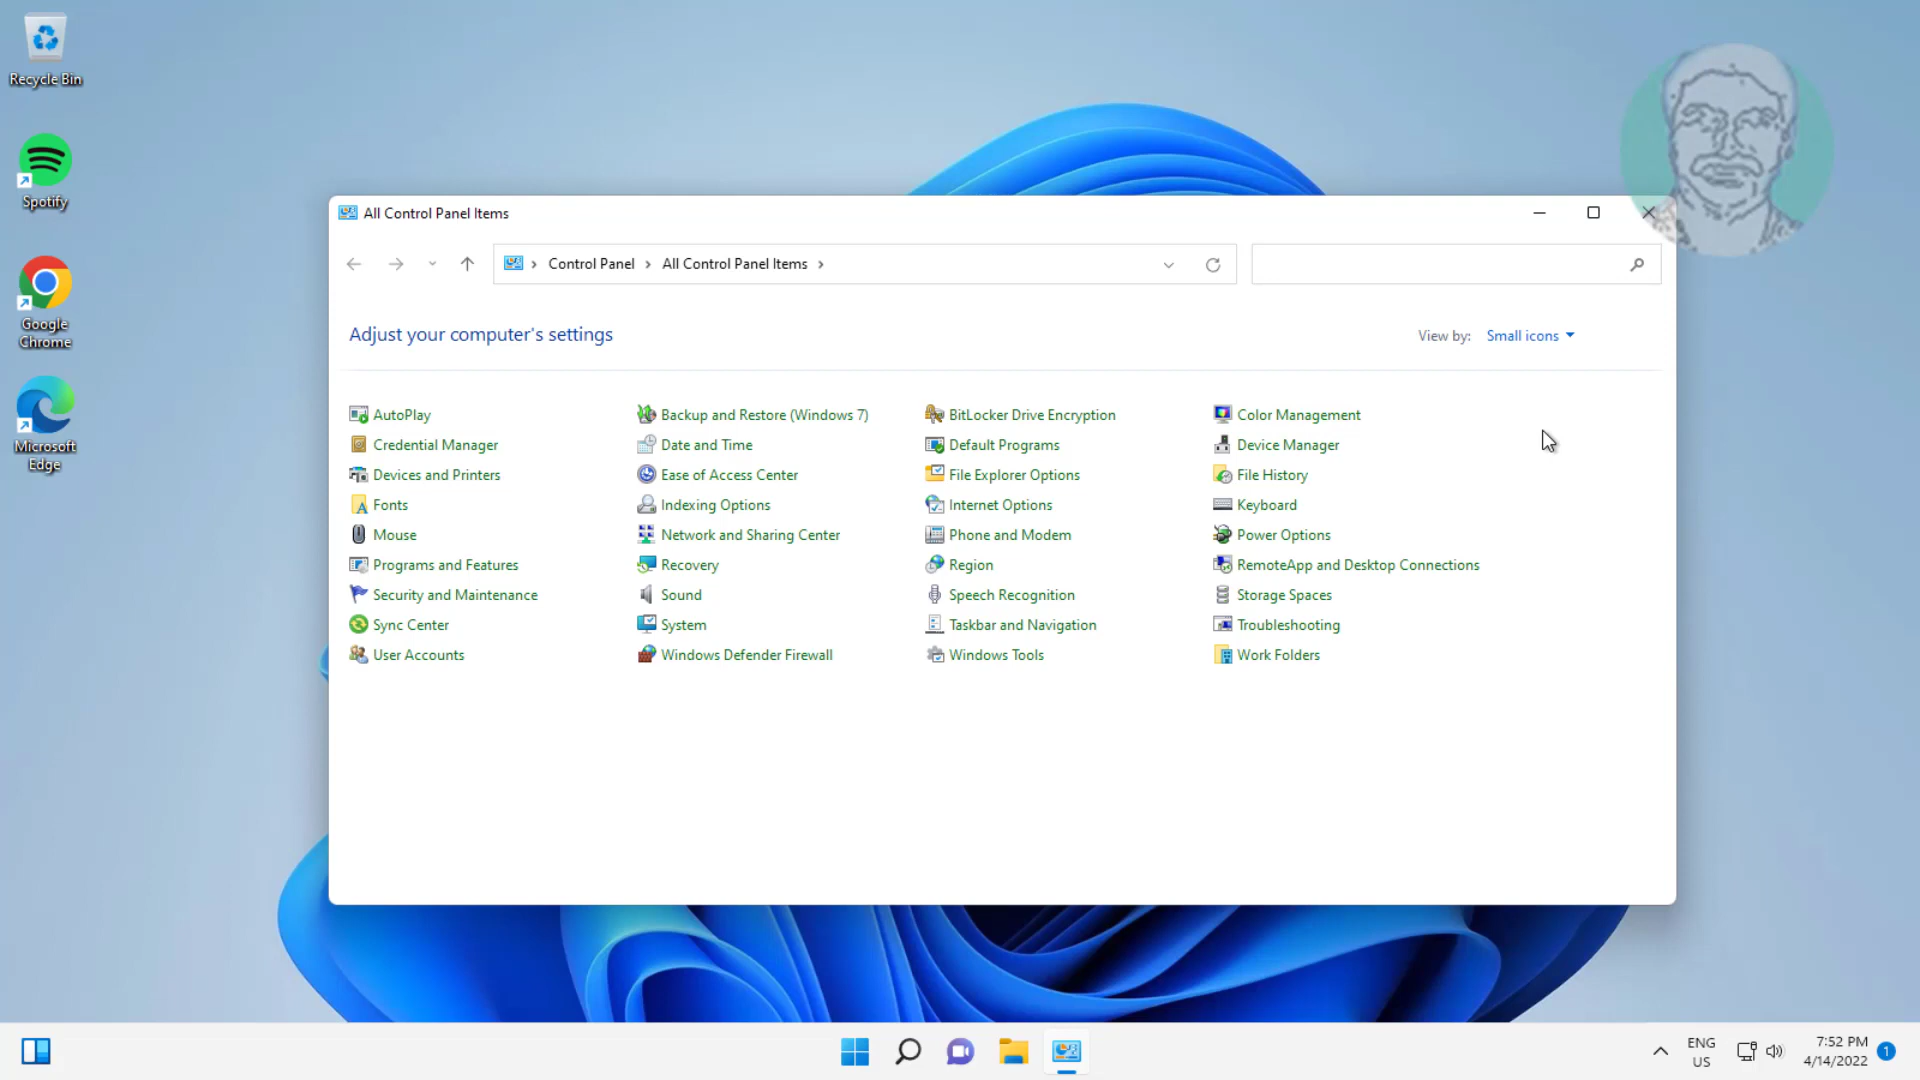 Recycle Bin
Spotify
Google
Chrome
Microsoft
Edge
All Control Panel Items
Control Panel > All Control Panel Items >
Adjust your computer's settings
View by: Small icons
AutoPlay Backup and Restore (Windows 7) BitLocker Drive Encryption Color Management
Credential Manager Date and Time Default Programs Device Manager
Devices and Printers Ease of Access Center File Explorer Options File History
Fonts Indexing Options Internet Options Keyboard
Mouse Network and Sharing Center Phone and Modem Power Options
Programs and Features Recovery Region RemoteApp and Desktop Connections
Security and Maintenance Sound Speech Recognition Storage Spaces
Sync Center System Taskbar and Navigation Troubleshooting
User Accounts Windows Defender Firewall Windows Tools Work Folders
ENG
US
7:52 PM
4/14/2022
1